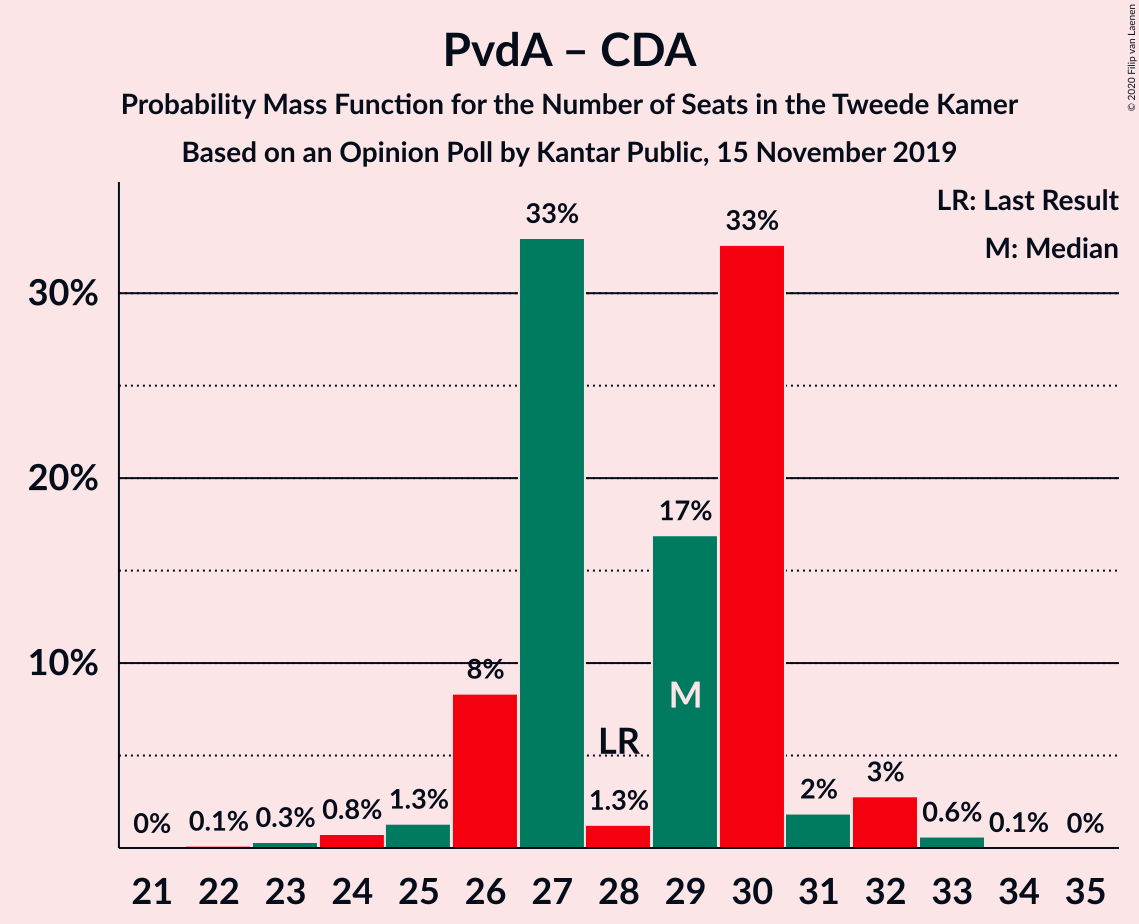 PvdA – CDA
Probability Mass Function for the Number of Seats in the Tweede Kamer
Based on an Opinion Poll by Kantar Public, 15 November 2019
© 2020 Filip van Laenen
LR: Last Result
M: Median
30%
20%
10%
0%
0.1%
0.3%
0.8%
1.3%
8%
33%
1.3%
LR
17%
M
33%
2%
3%
0.6%
0.1%
0%
21 22 23 24 25 26 27 28 29 30 31 32 33 34 35